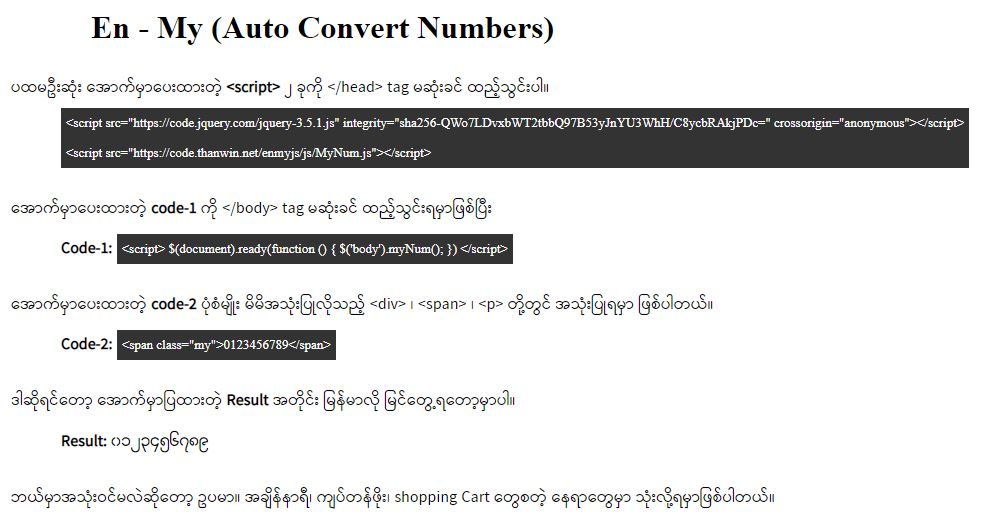 En - My (Auto Convert Numbers)
ပထမဦးဆုံး အောက်မှာပေးထားတဲ့ <script> ၂ ခုကို </head> tag မဆုံးခင် ထည့်သွင်းပါ။
<script src="https://code.jquery.com/jquery-3.5.1.js" integrity="sha256-QWo7LDvxbWT2tbbQ97B53yJnYU3WhH/C8ycbRAkjPDc=" crossorigin="anonymous"></script>
<script src="https://code.thanwin.net/enmyjs/js/MyNum.js"></script>
အောက်မှာပေးထားတဲ့ code-1 ကို </body> tag မဆုံးခင် ထည့်သွင်းရမှာဖြစ်ပြီး
Code-1: <script> $(document).ready(function () { $('body').myNum(); }) </script>
အောက်မှာပေးထားတဲ့ code-2 ပုံစံမျိုး မိမိအသုံးပြုလိုသည့် <div> ၊ <span> ၊ <p> တို့တွင် အသုံးပြုရမှာ ဖြစ်ပါတယ်။
Code-2: <span class="my">0123456789</span>
ဒါဆိုရင်တော့ အောက်မှာပြထားတဲ့ Result အတိုင်း မြန်မာလို မြင်တွေ့ရတော့မှာပါ။
Result: ၀၁၂၃၄၅၆၇၈၉
ဘယ်မှာအသုံးဝင်မလဲဆိုတော့ ဥပမာ။ အချိန်နာရီ၊ ကျပ်တန်ဖိုး၊ shopping Cart တွေစတဲ့ နေရာတွေမှာ သုံးလို့ရမှာဖြစ်ပါတယ်။